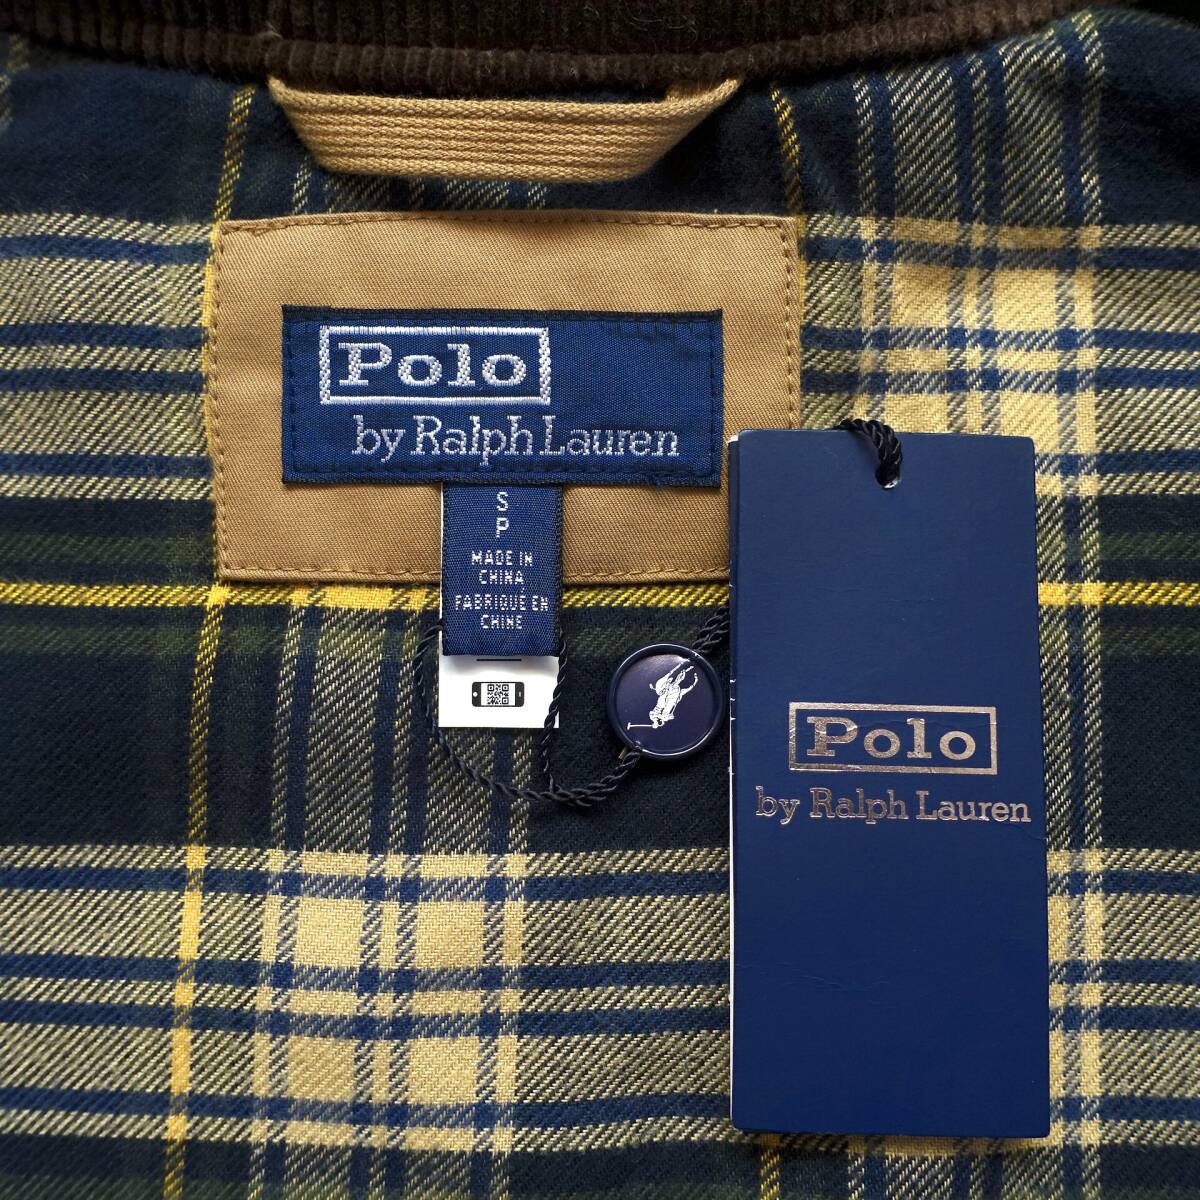 Polo
by Ralph Lauren
S
P
MADE IN
CHINA
FABRIQUÉ EN
CHINE
Polo
by Ralph Lauren